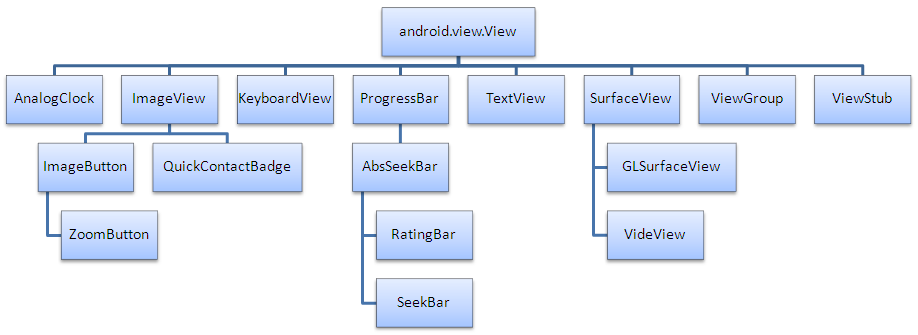 android.view.View
AnalogClock
ImageView
KeyboardView
ProgressBar
TextView
SurfaceView
ViewGroup
ViewStub
ImageButton
QuickContactBadge
AbsSeekBar
GLSurfaceView
ZoomButton
RatingBar
VideView
SeekBar